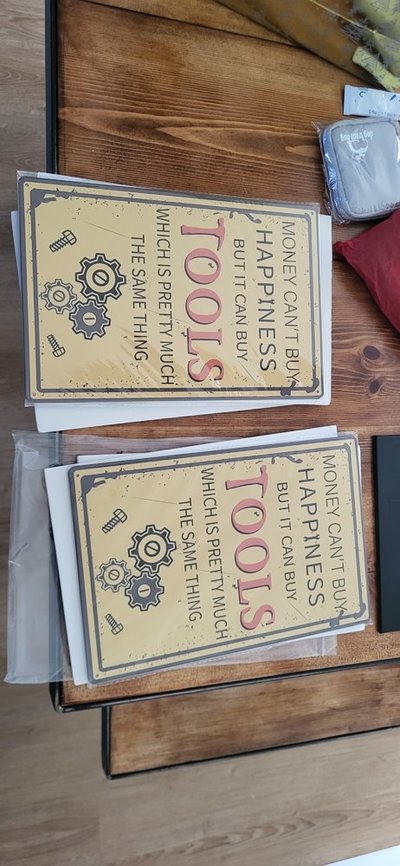 MONEY CAN'T BUY
HAPPINESS
BUT IT CAN BUY
TOOLS
WHICH IS PRETTY MUCH
THE SAME THING
MONEY CAN'T BUY
HAPPINESS
BUT IT CAN BUY
TOOLS
WHICH IS PRETTY MUCH
THE SAME THING